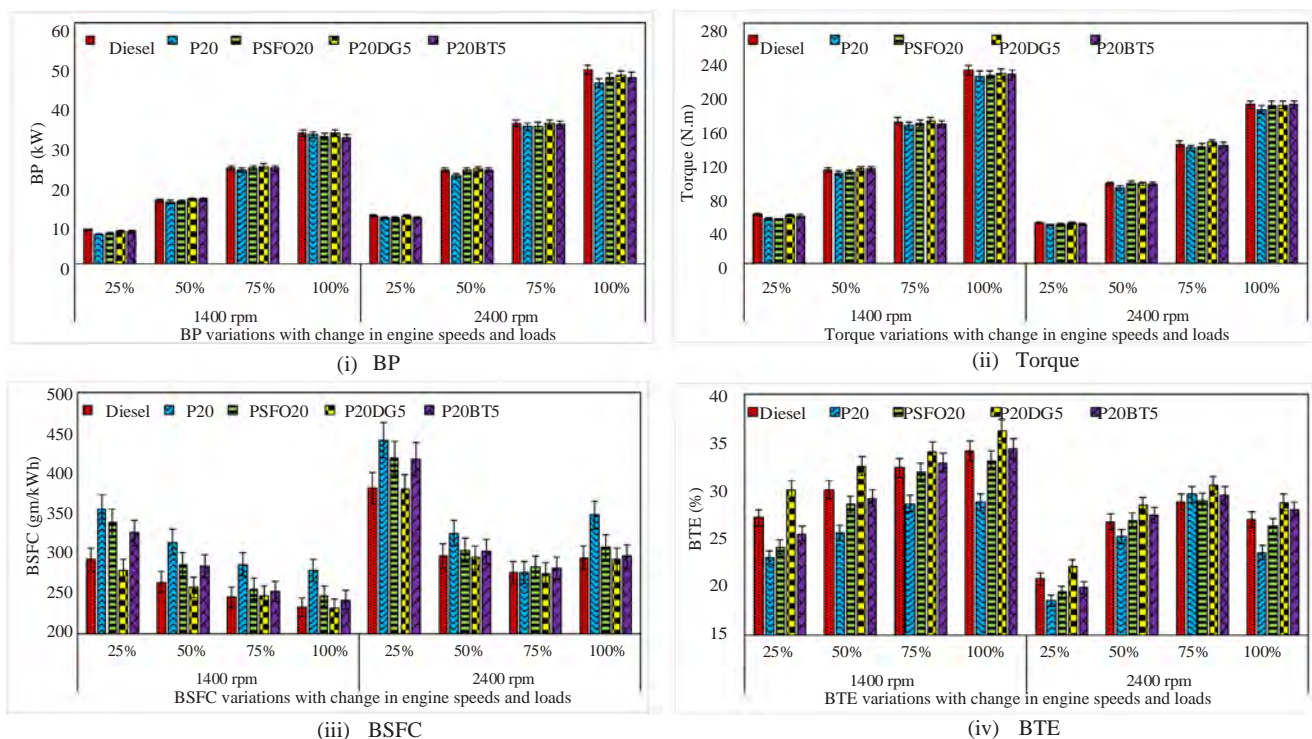 Diesel P20 PSFO20 P20DG5 P20BT5
BP (kW)
50
40
30
20
10
0
25% 50% 75% 100% 25% 50% 75% 100%
1400 rpm 2400 rpm
BP variations with change in engine speeds and loads
(i) BP
Diesel P20 PSFO20 P20DG5 P20BT5
Torque (N.m)
280
240
200
160
120
80
40
0
25% 50% 75% 100% 25% 50% 75% 100%
1400 rpm 2400 rpm
Torque variations with change in engine speeds and loads
(ii) Torque
Diesel P20 PSFO20 P20DG5 P20BT5
BSFC (gm/kWh)
500
450
400
350
300
250
200
25% 50% 75% 100% 25% 50% 75% 100%
1400 rpm 2400 rpm
BSFC variations with change in engine speeds and loads
(iii) BSFC
Diesel P20 PSFO20 P20DG5 P20BT5
BTE (%)
40
35
30
25
20
15
25% 50% 75% 100% 25% 50% 75% 100%
1400 rpm 2400 rpm
BTE variations with change in engine speeds and loads
(iv) BTE